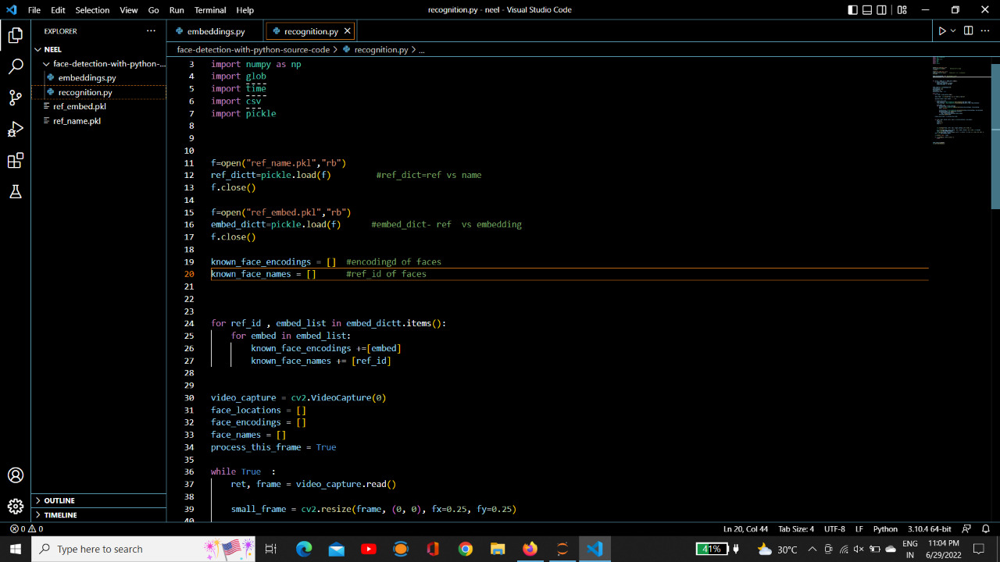 File Edit Selection View Go Run Terminal Help
recognition.py - neel - Visual Studio Code
EXPLORER
NEEL
face-detection-with-python-...
embeddings.py
recognition.py
ref_embed.pkl
ref_name.pkl
OUTLINE
TIMELINE
embeddings.py recognition.py
face-detection-with-python-source-code > recognition.py > ...
3 import numpy as np
4 import glob
5 import time
6 import csv
7 import pickle
8
9
10
11 f=open("ref_name.pkl","rb")
12 ref_dictt=pickle.load(f) #ref_dict=ref vs name
13 f.close()
14
15 f=open("ref_embed.pkl","rb")
16 embed_dictt=pickle.load(f) #embed_dict- ref vs embedding
17 f.close()
18
19 known_face_encodings = [] #encodingd of faces
20 known_face_names = [] #ref_id of faces
21
22
23
24 for ref_id , embed_list in embed_dictt.items():
25 for embed in embed_list:
26 known_face_encodings +=[embed]
27 known_face_names += [ref_id]
28
29
30 video_capture = cv2.VideoCapture(0)
31 face_locations = []
32 face_encodings = []
33 face_names = []
34 process_this_frame = True
35
36 while True :
37 ret, frame = video_capture.read()
38
39 small_frame = cv2.resize(frame, (0, 0), fx=0.25, fy=0.25)
40
0 0 Ln 20, Col 44 Tab Size: 4 UTF-8 LF Python 3.10.4 64-bit
Type here to search
41% 30°C ENG IN 11:04 PM 6/29/2022